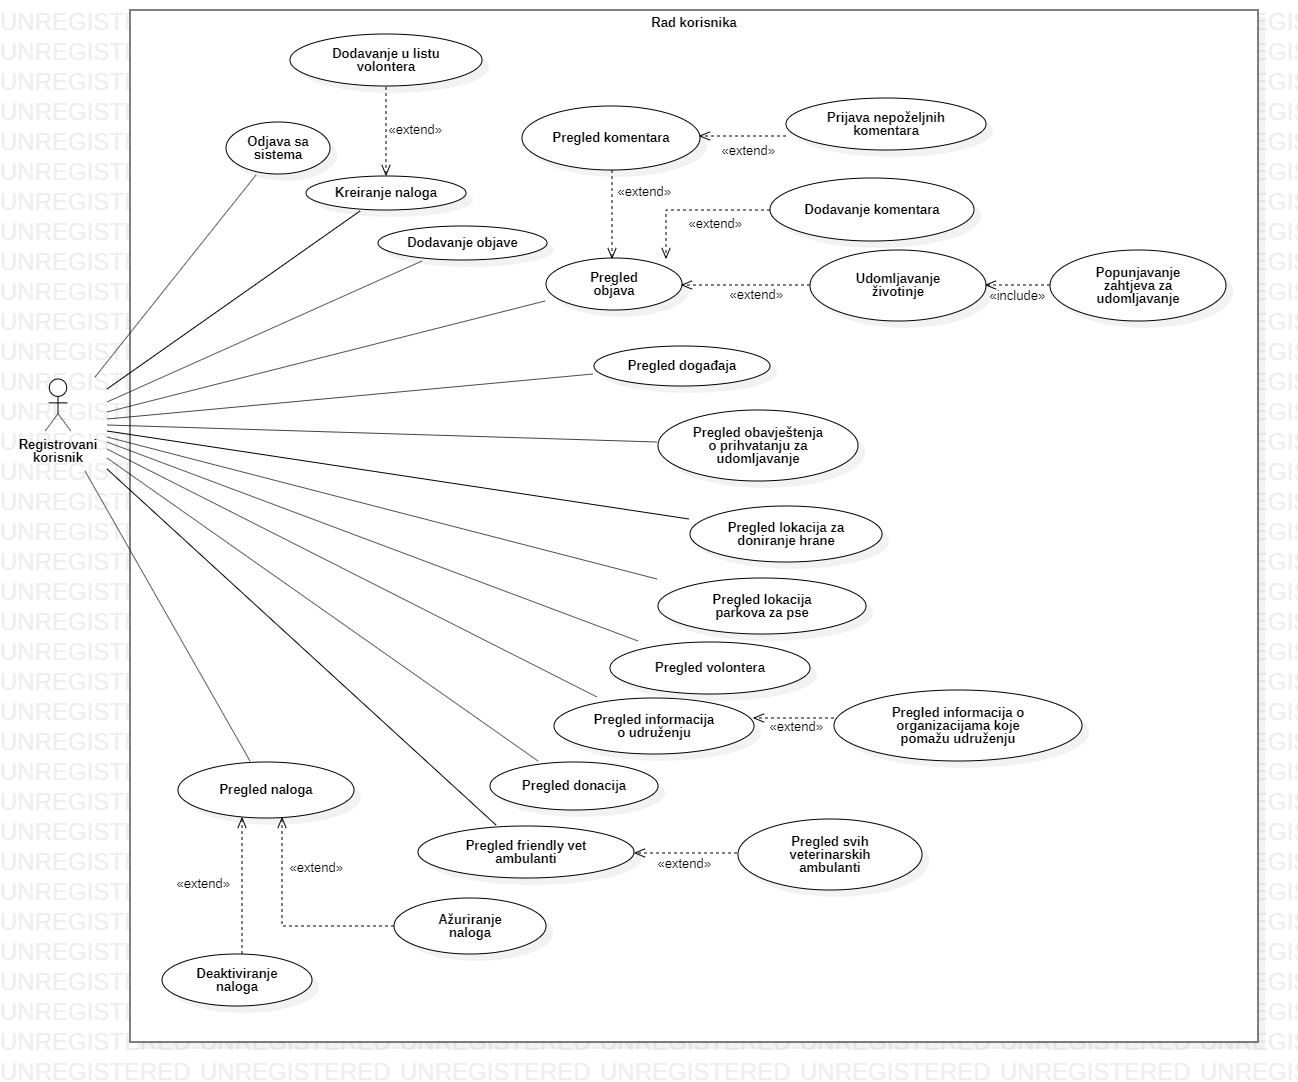 Rad korisnika
Dodavanje u listu
volontera
«extend»
Odjava sa
sistema
Kreiranje naloga
Dodavanje objave
Pregled komentara
«extend»
Prijava nepoželjnih
komentara
«extend»
Dodavanje komentara
«extend»
Pregled
objava
«extend»
Udomljavanje
životinje
«include»
Popunjavanje
zahtjeva za
udomljavanje
Pregled događaja
Registrovani
korisnik
Pregled obavještenja
o prihvatanju za
udomljavanje
Pregled lokacija za
doniranje hrane
Pregled lokacija
parkova za pse
Pregled volontera
Pregled informacija
o udruženju
«extend»
Pregled informacija o
organizacijama koje
pomažu udruženju
Pregled naloga
Pregled donacija
Pregled friendly vet
ambulanti
«extend»
Pregled svih
veterinarskih
ambulanti
«extend»
«extend»
Ažuriranje
naloga
Deaktiviranje
naloga
UNREGISTERED UNREGISTERED UNREGISTERED UNREGISTERED UNREGISTERED UNREGISTERED